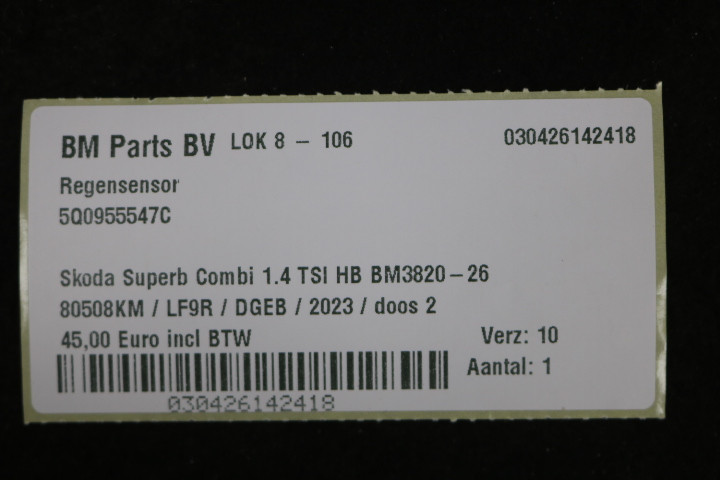 BM Parts BV LOK 8 – 106 030426142418
Regensensor
5Q0955547C
Skoda Superb Combi 1.4 TSI HB BM3820–26
80508KM / LF9R / DGEB / 2023 / doos 2
45,00 Euro incl BTW Verz: 10
Aantal: 1
030426142418